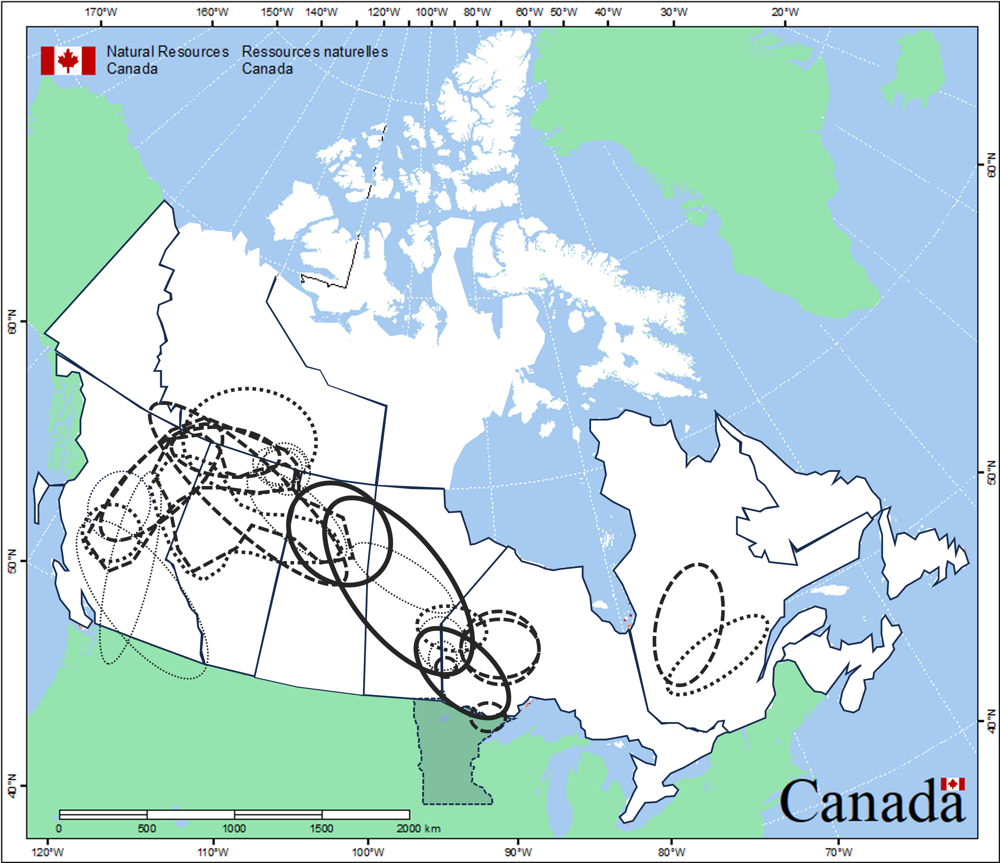 170°W 160°W 150°W 140°W 120°W 100°W 80°W 60°W 50°W 40°W 30°W 20°W
Natural Resources Ressources naturelles
Canada Canada
60°N 60°N
50°N 50°N
40°N 40°N
Canada
0 500 1000 1500 2000 km
120°W 110°W 100°W 90°W 80°W 70°W